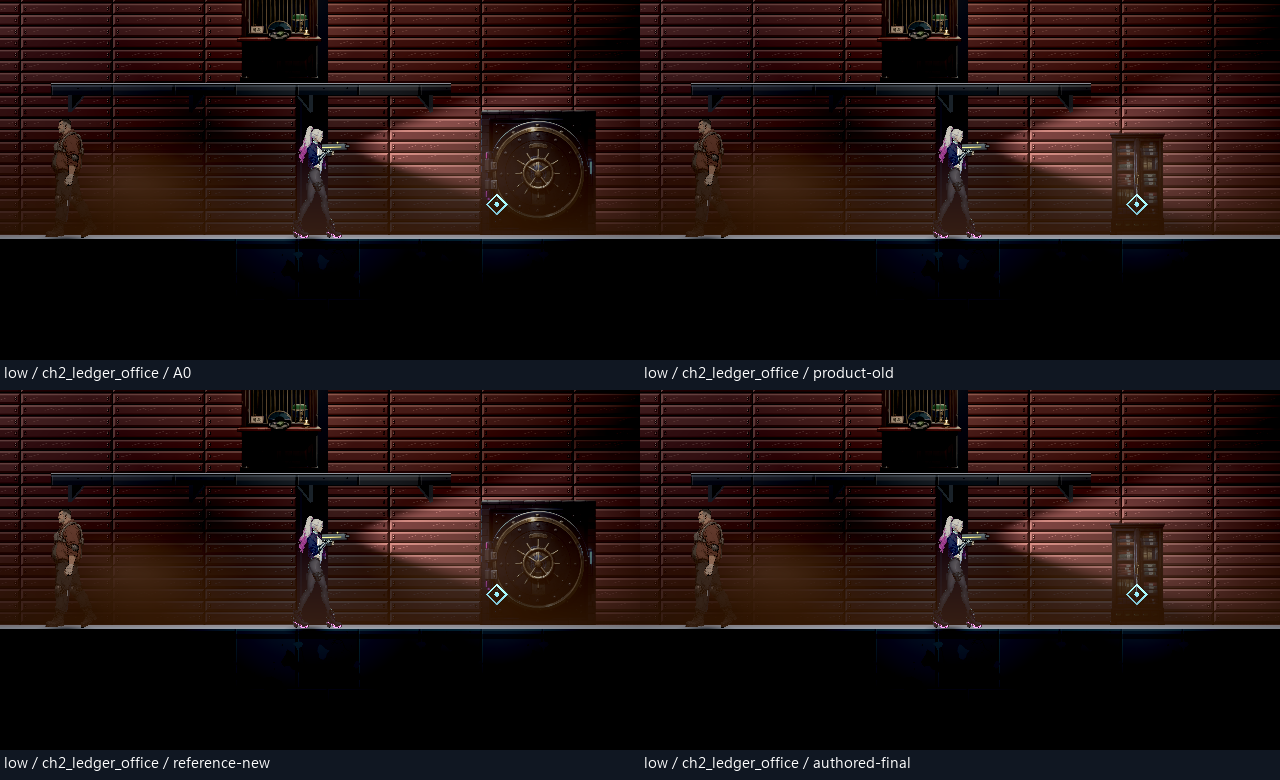 low / ch2_ledger_office / A0
low / ch2_ledger_office / product-old
low / ch2_ledger_office / reference-new
low / ch2_ledger_office / authored-final